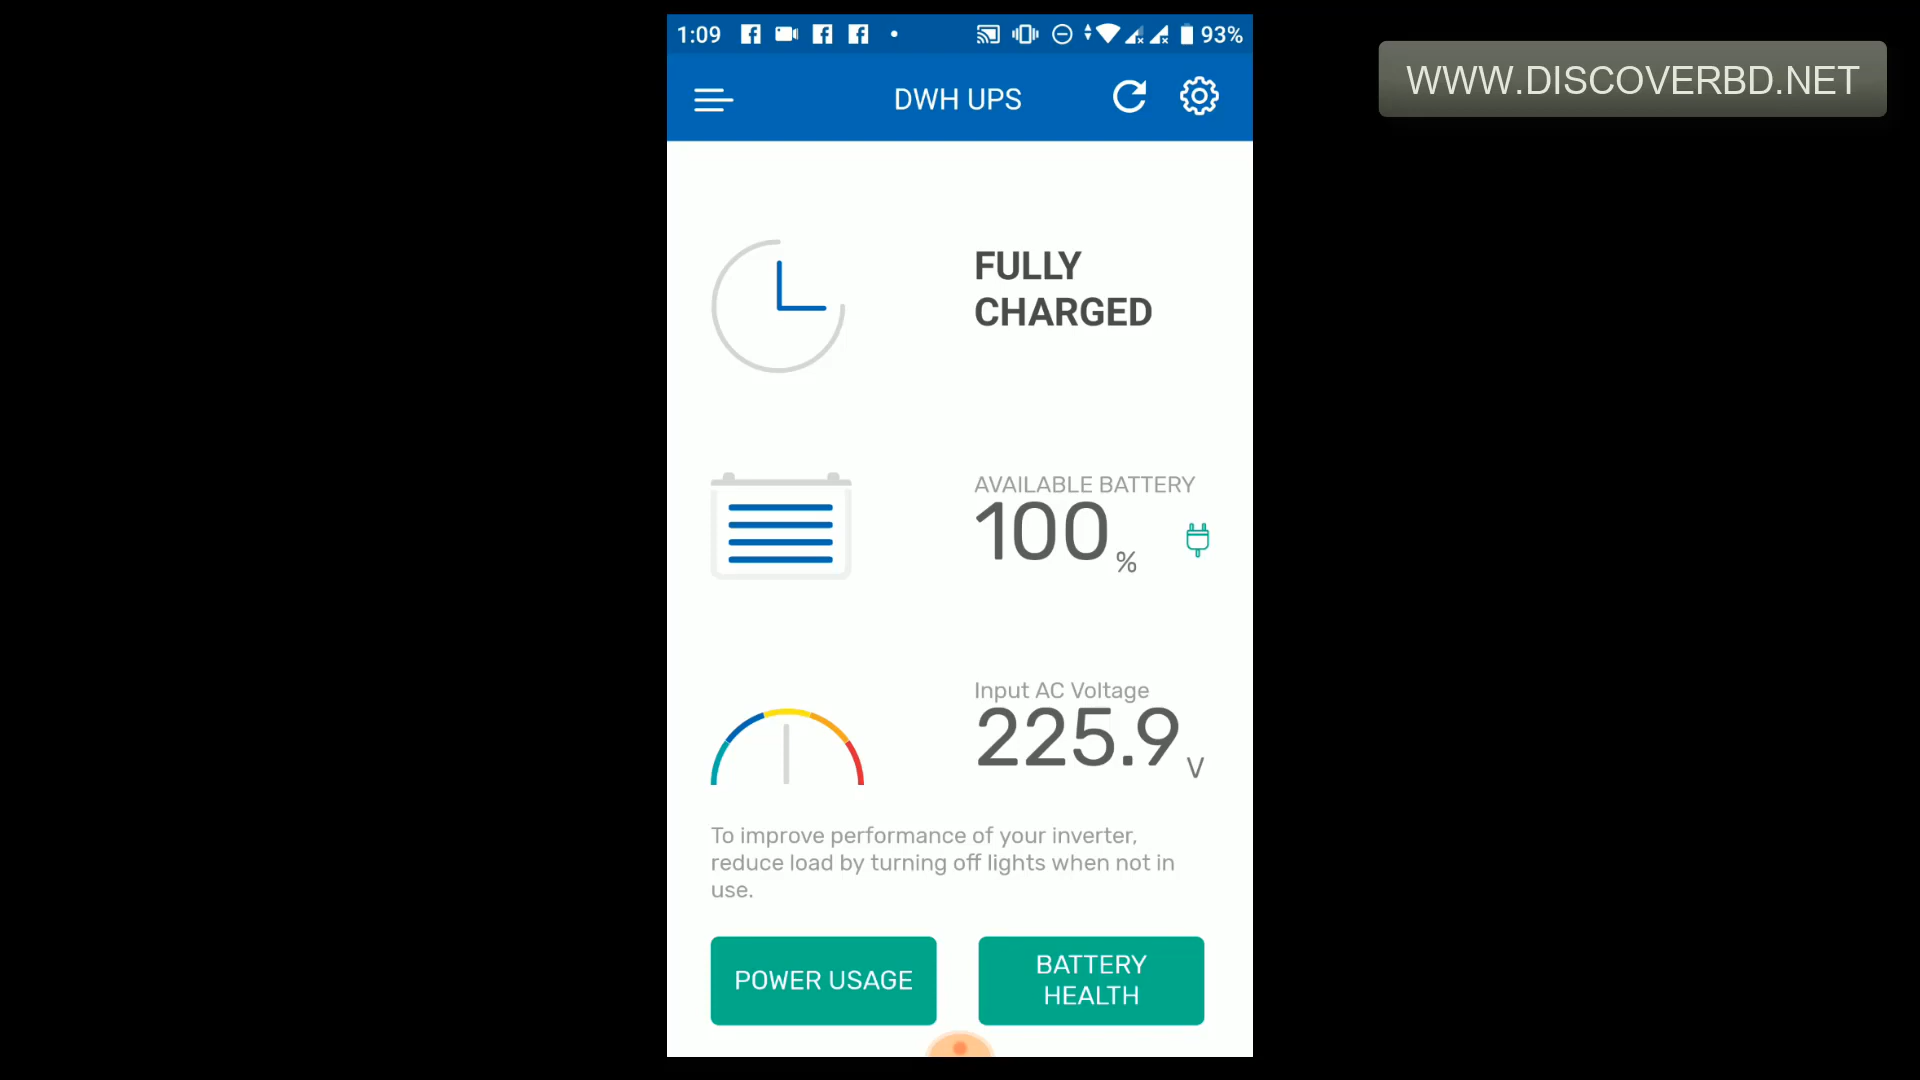 1:09
93%
WWW.DISCOVERBD.NET
DWH UPS
FULLY
CHARGED
AVAILABLE BATTERY
100 %
Input AC Voltage
225.9 V
To improve performance of your inverter,
reduce load by turning off lights when not in
use.
POWER USAGE
BATTERY
HEALTH